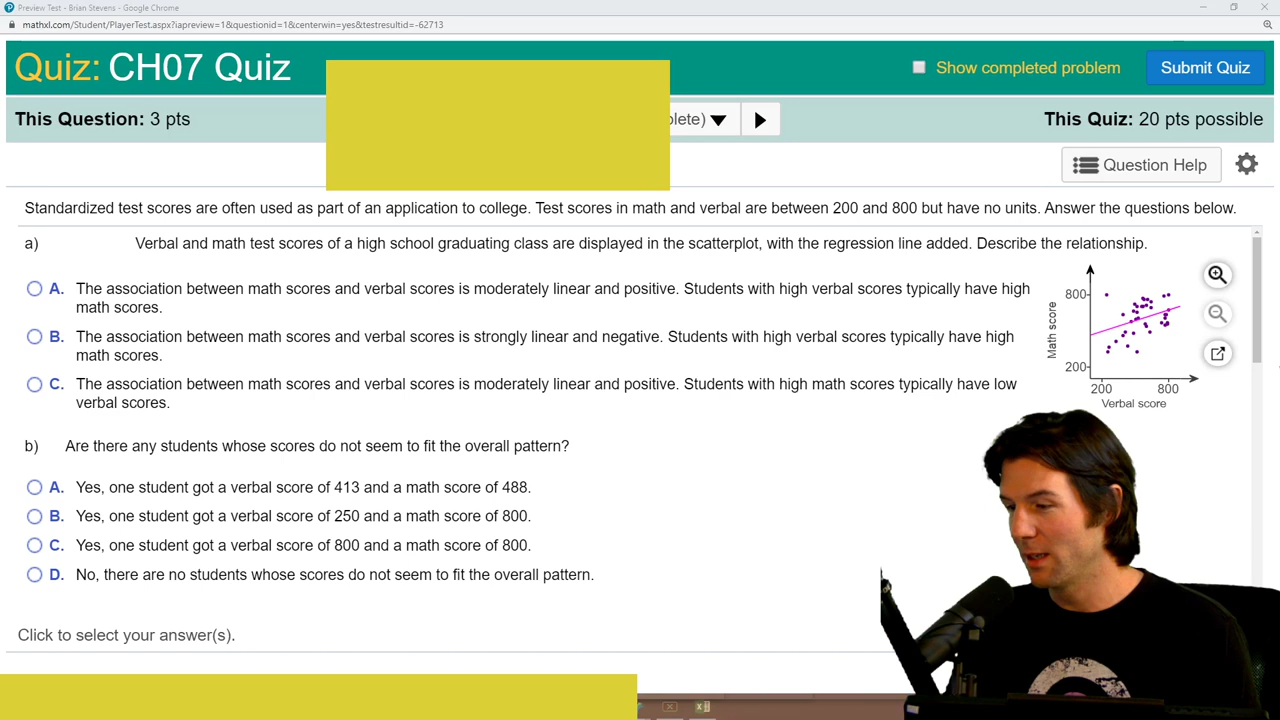 Preview Test - Brian Stevens - Google Chrome
mathxl.com/Student/PlayerTest.aspx?iapreview=1&questionid=1&centerwin=yes&testresultid=-62713
Quiz: CH07 Quiz
Show completed problem
Submit Quiz
This Question: 3 pts
This Quiz: 20 pts possible
Question Help
Standardized test scores are often used as part of an application to college. Test scores in math and verbal are between 200 and 800 but have no units. Answer the questions below.
a) Verbal and math test scores of a high school graduating class are displayed in the scatterplot, with the regression line added. Describe the relationship.
A. The association between math scores and verbal scores is moderately linear and positive. Students with high verbal scores typically have high
math scores.
B. The association between math scores and verbal scores is strongly linear and negative. Students with high verbal scores typically have high
math scores.
C. The association between math scores and verbal scores is moderately linear and positive. Students with high math scores typically have low
verbal scores.
Math score
800
200
200 800
Verbal score
b) Are there any students whose scores do not seem to fit the overall pattern?
A. Yes, one student got a verbal score of 413 and a math score of 488.
B. Yes, one student got a verbal score of 250 and a math score of 800.
C. Yes, one student got a verbal score of 800 and a math score of 800.
D. No, there are no students whose scores do not seem to fit the overall pattern.
Click to select your answer(s).